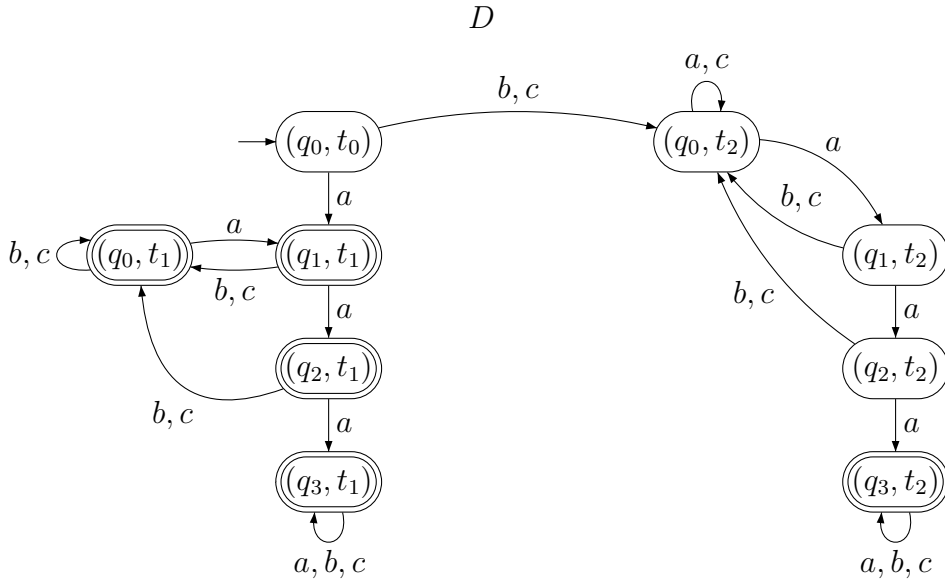 D
a, c
b, c
(q₀, t₀)
(q₀, t₂)
a
a
b, c
b, c
(q₀, t₁)
a
(q₁, t₁)
b, c
(q₁, t₂)
b, c
a
a
(q₂, t₁)
(q₂, t₂)
b, c
a
a
(q₃, t₁)
(q₃, t₂)
a, b, c
a, b, c